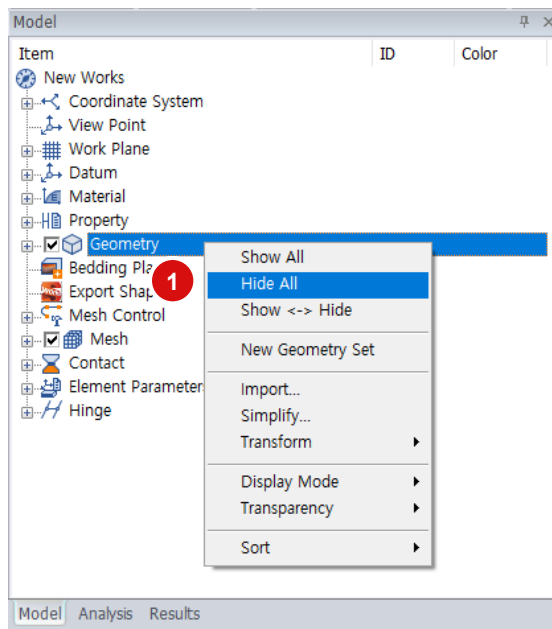 Model
Item ID Color
New Works
Coordinate System
View Point
Work Plane
Datum
Material
Property
Geometry
Bedding Pla
Export Shap
Mesh Control
Mesh
Contact
Element Parameter
Hinge
1
Show All
Hide All
Show <-> Hide
New Geometry Set
Import...
Simplify...
Transform
Display Mode
Transparency
Sort
Model Analysis Results